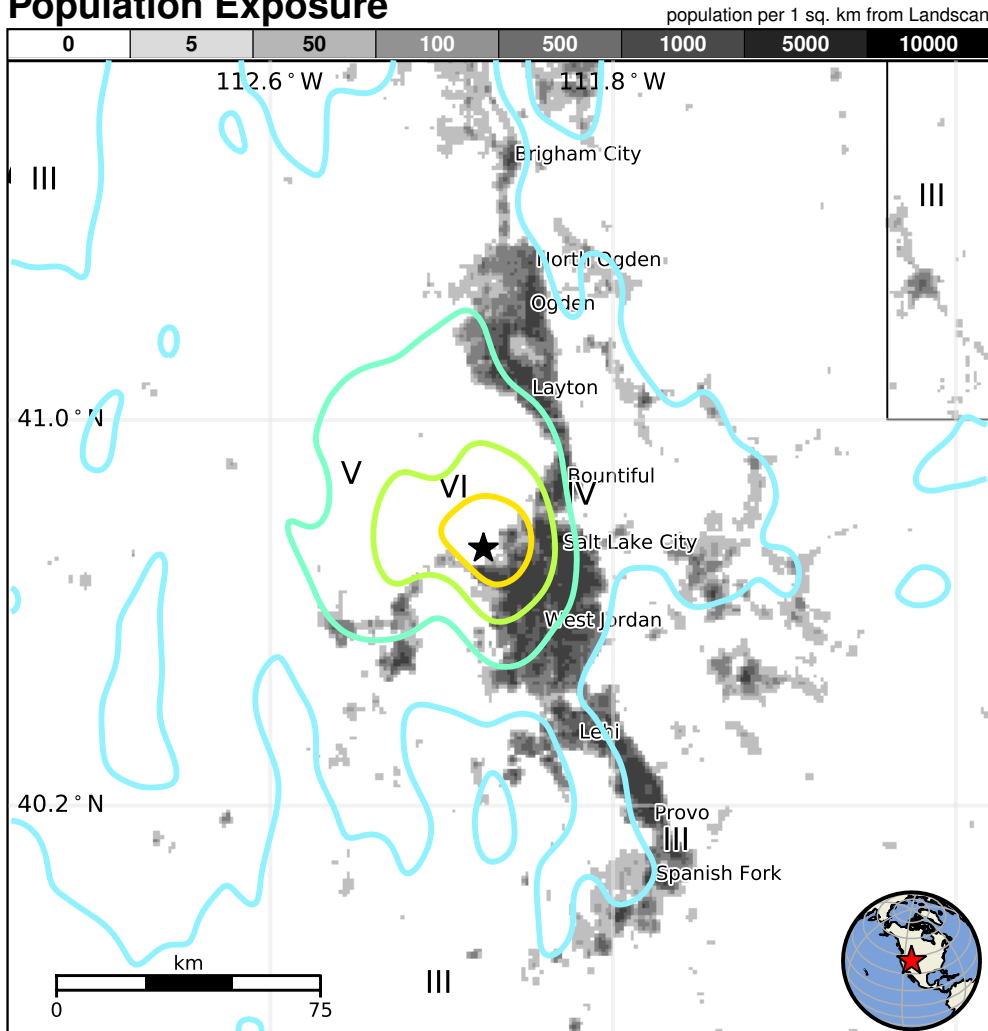 Population Exposure
population per 1 sq. km from Landscan
0 5 50 100 500 1000 5000 10000
112.6°W 111.8°W
Brigham City
III
III
North Ogden
Ogden
Layton
41.0°N
V
Bountiful
VI
IV
Salt Lake City
West Jordan
Lehi
40.2°N
Provo
III
Spanish Fork
km
III
0 75